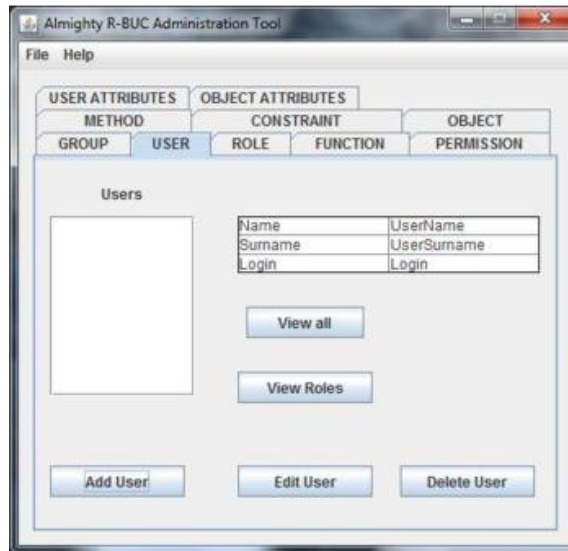 Almighty R-BUC Administration Tool
File Help
USER ATTRIBUTES OBJECT ATTRIBUTES
METHOD CONSTRAINT OBJECT
GROUP USER ROLE FUNCTION PERMISSION
Users
Name UserName
Surname UserSurname
Login Login
View all
View Roles
Add User Edit User Delete User